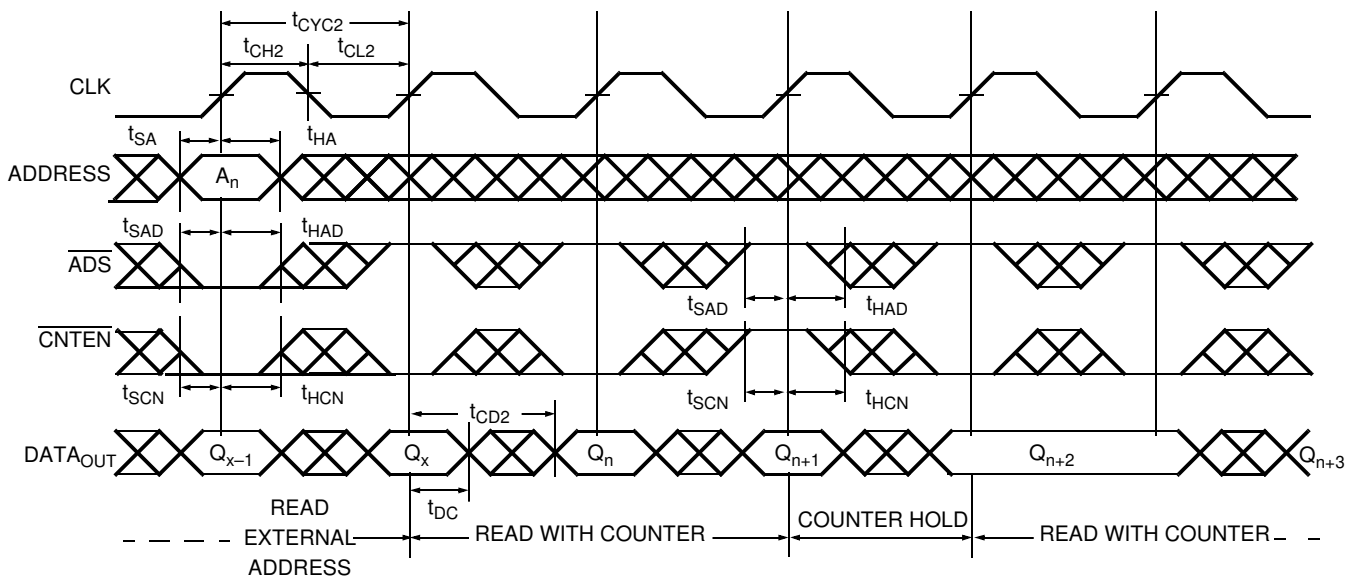 tCYC2
tCH2 tCL2
CLK
tSA tHA
ADDRESS An
tSAD tHAD
ADS
tSAD tHAD
CNTEN
tSCN tHCN tSCN tHCN
tCD2
DATAOUT Qx–1 Qx Qn Qn+1 Qn+2 Qn+3
tDC
READ
EXTERNAL
ADDRESS
READ WITH COUNTER
COUNTER HOLD
READ WITH COUNTER